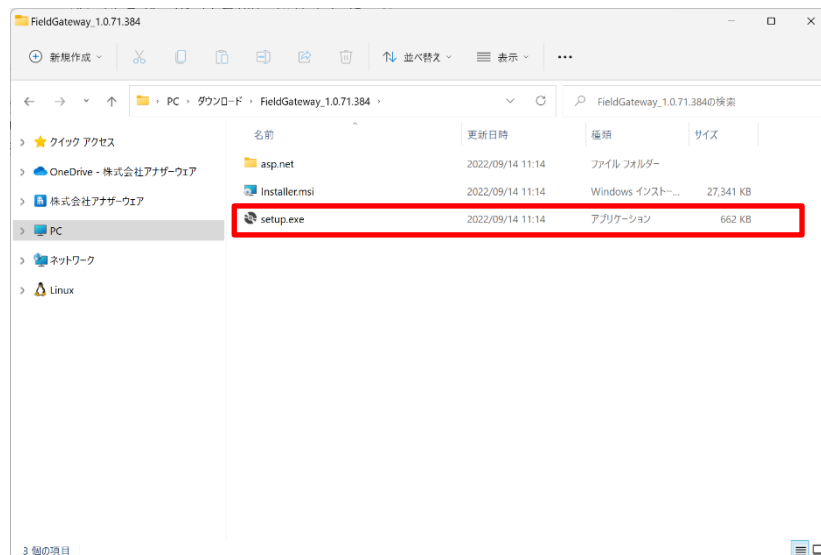 FieldGateway_1.0.71.384
新規作成 並べ替え 表示 •••
PC › ダウンロード › FieldGateway_1.0.71.384 › FieldGateway_1.0.71.384の検索
名前 更新日時 種類 サイズ
クイック アクセス
asp.net 2022/09/14 11:14 ファイル フォルダー
OneDrive - 株式会社アナザーウェア
Installer.msi 2022/09/14 11:14 Windows インストー... 27,341 KB
株式会社アナザーウェア
setup.exe 2022/09/14 11:14 アプリケーション 662 KB
PC
ネットワーク
Linux
3 個の項目